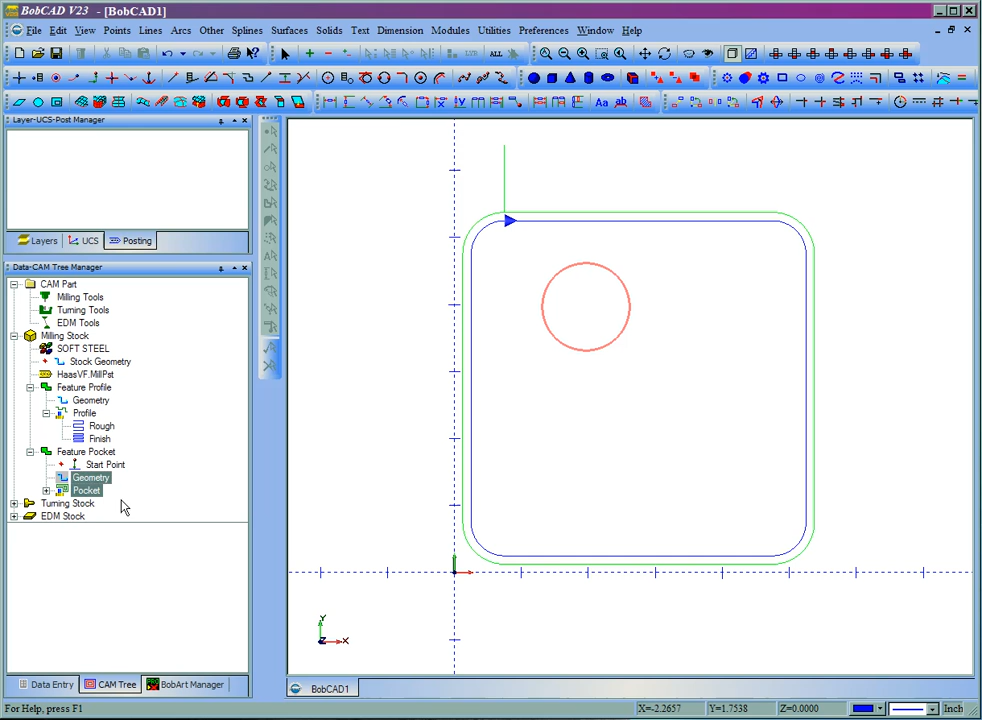 BobCAD V23 - [BobCAD1]
File Edit View Points Lines Arcs Other Splines Surfaces Solids Text Dimension Modules Utilities Preferences Window Help
LYR ALL
Aa ab
Layer-UCS-Post Manager
Layers UCS Posting
Data-CAM Tree Manager
CAM Part
Milling Tools
Turning Tools
EDM Tools
Milling Stock
SOFT STEEL
Stock Geometry
HaasVF.MillPst
Feature Profile
Geometry
Profile
Rough
Finish
Feature Pocket
Start Point
Geometry
Pocket
Turning Stock
EDM Stock
Y
Z X
Data Entry CAM Tree BobArt Manager
BobCAD1
For Help, press F1
X=-2.2657 Y=1.7538 Z=0.0000 Inch